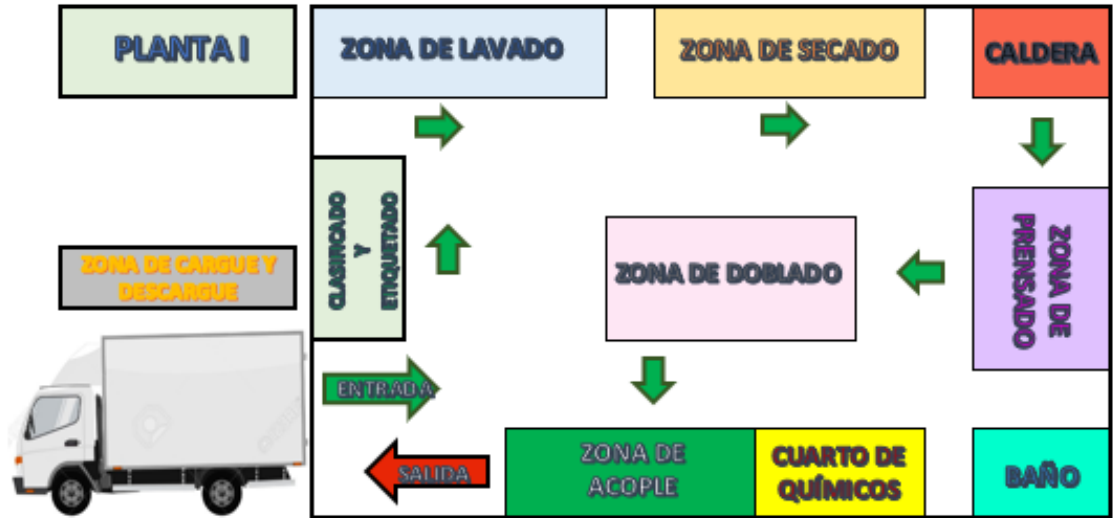 PLANTA I
ZONA DE LAVADO
ZONA DE SECADO
CALDERA
CLASIFICADO
Y
ETIQUETADO
ZONA DE CARGUE Y
DESCARGUE
ZONA DE DOBLADO
ZONA DE
PRENSADO
ENTRADA
SALIDA
ZONA DE
ACOPLE
CUARTO DE
QUÍMICOS
BAÑO